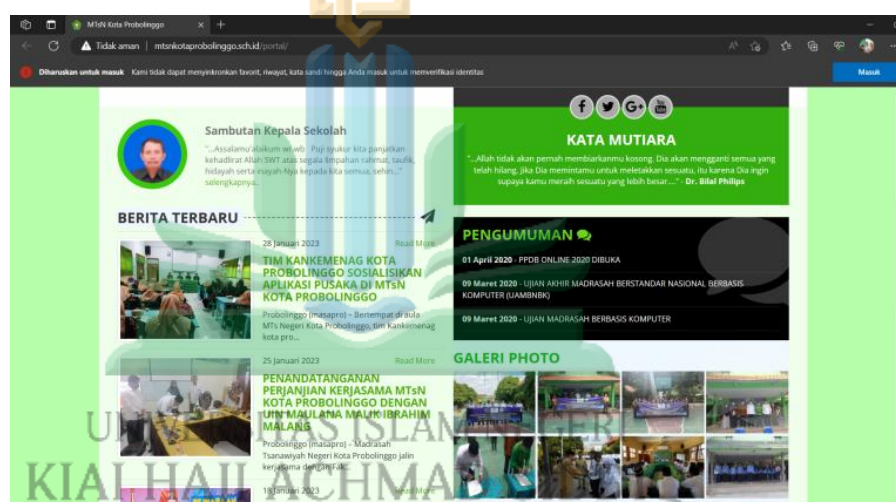 MTsN Kota Probolinggo
Tidak aman | mtsnkotaprobolinggo.sch.id/portal/
Diharuskan untuk masuk Kami tidak dapat menyinkronkan favorit, riwayat, kata sandi hingga Anda masuk untuk memverifikasi identitas
Masuk
Sambutan Kepala Sekolah
"...Assalamu'alaikum wr.wb Puji syukur kita panjatkan
kehadlirat Allah SWT atas segala limpahan rahmat, taufik,
hidayah serta inayah-Nya kepada kita semua, sehin..."
selengkapnya..
BERITA TERBARU
28 Januari 2023 Read More
TIM KANKEMENAG KOTA
PROBOLINGGO SOSIALISIKAN
APLIKASI PUSAKA DI MTsN
KOTA PROBOLINGGO
Probolinggo (masapro) – Bertempat draula
MTs Negeri Kota Probolinggo, tim Kankemenag
kota pro...
25 Januari 2023 Read More
PENANDATANGANAN
PERJANJIAN KERJASAMA MTsN
KOTA PROBOLINGGO DENGAN
UIN MAULANA MALIK IBRAHIM
MALANG
Probolinggo (masapro) – Madrasah
Tsanawiyah Negeri Kota Probolinggo jalin
kerjasama dengan Fak...
18 Januari 2023 Read More
KATA MUTIARA
"...Allah tidak akan pernah membiarkanmu kosong. Dia akan mengganti semua yang
telah hilang. Jika Dia memintamu untuk meletakkan sesuatu, itu karena Dia ingin
supaya kamu meraih sesuatu yang lebih besar...." - Dr. Bilal Philips
PENGUMUMAN
01 April 2020 - PPDB ONLINE 2020 DIBUKA
09 Maret 2020 - UJIAN AKHIR MADRASAH BERSTANDAR NASIONAL BERBASIS
KOMPUTER (UAMBNBK)
09 Maret 2020 - UJIAN MADRASAH BERBASIS KOMPUTER
GALERI PHOTO
UNIVERSITAS ISLAM NEGERI
KIAI HAJI ACHMAD